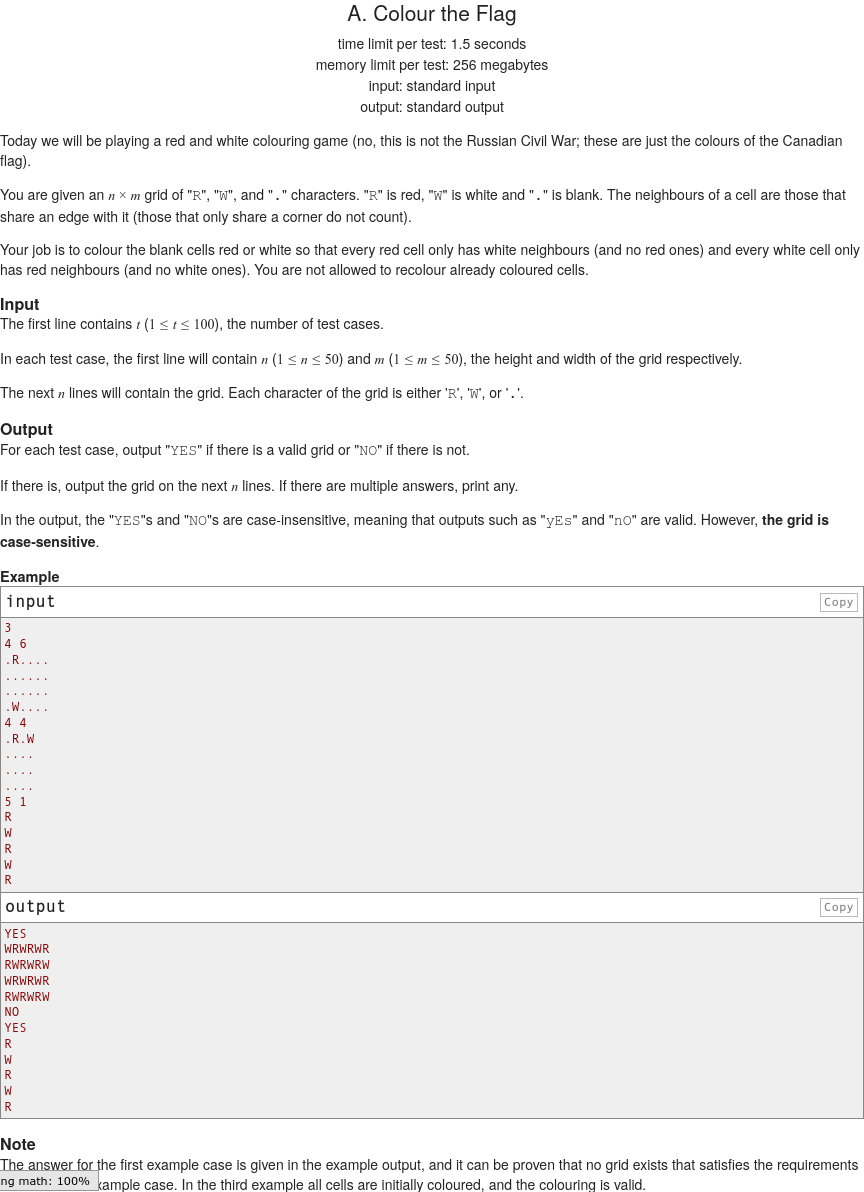 A. Colour the Flag
time limit per test: 1.5 seconds
memory limit per test: 256 megabytes
input: standard input
output: standard output
Today we will be playing a red and white colouring game (no, this is not the Russian Civil War; these are just the colours of the Canadian
flag).
You are given an n × m grid of "R", "W", and "." characters. "R" is red, "W" is white and "." is blank. The neighbours of a cell are those that
share an edge with it (those that only share a corner do not count).
Your job is to colour the blank cells red or white so that every red cell only has white neighbours (and no red ones) and every white cell only
has red neighbours (and no white ones). You are not allowed to recolour already coloured cells.
Input
The first line contains t (1 ≤ t ≤ 100), the number of test cases.
In each test case, the first line will contain n (1 ≤ n ≤ 50) and m (1 ≤ m ≤ 50), the height and width of the grid respectively.
The next n lines will contain the grid. Each character of the grid is either 'R', 'W', or '.'.
Output
For each test case, output "YES" if there is a valid grid or "NO" if there is not.
If there is, output the grid on the next n lines. If there are multiple answers, print any.
In the output, the "YES"s and "NO"s are case-insensitive, meaning that outputs such as "yEs" and "nO" are valid. However, the grid is
case-sensitive.
Example
input Copy
3
4 6
.R....
......
......
.W....
4 4
.R.W
....
....
....
5 1
R
W
R
W
R
output Copy
YES
WRWRWR
RWRWRW
WRWRWR
RWRWRW
NO
YES
R
W
R
W
R
Note
The answer for the first example case is given in the example output, and it can be proven that no grid exists that satisfies the requirements
ng math: 100% xample case. In the third example all cells are initially coloured, and the colouring is valid.